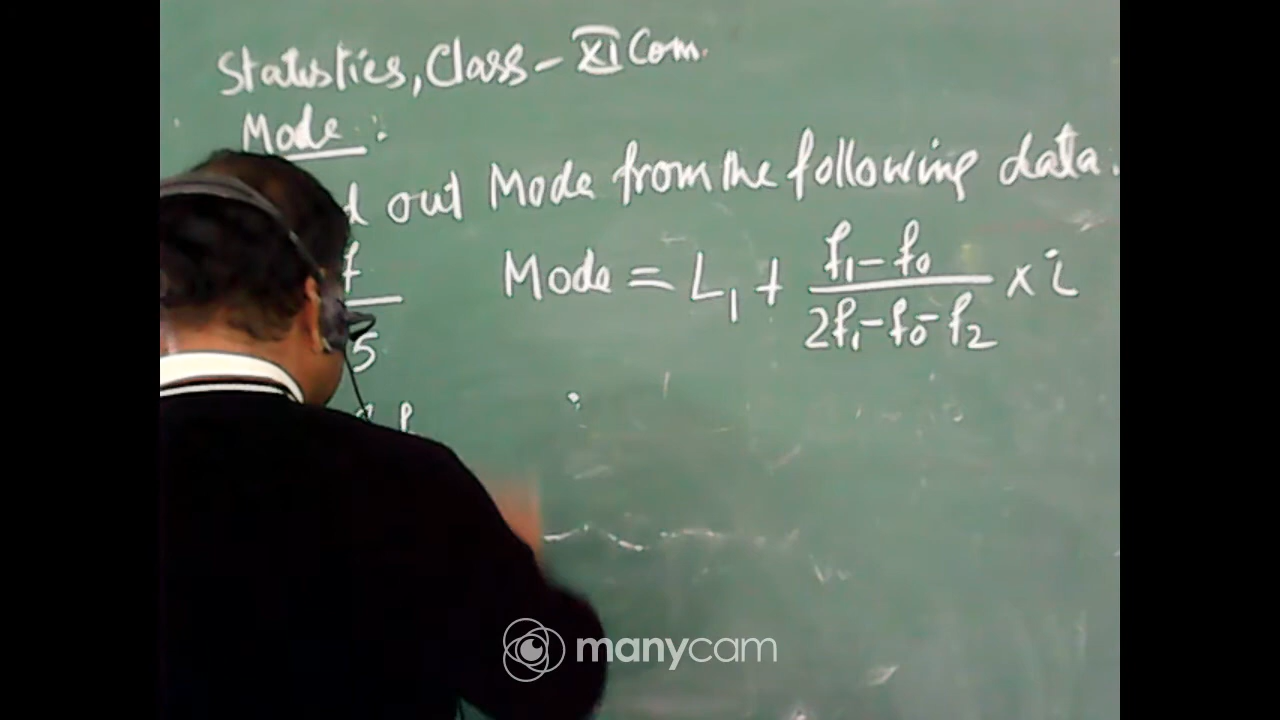 Statistics, Class - XI Com.
Mode :
d out Mode from the following data.
f
Mode = L₁ + (f₁ - f₀) / (2f₁ - f₀ - f₂) × i
5
manycam